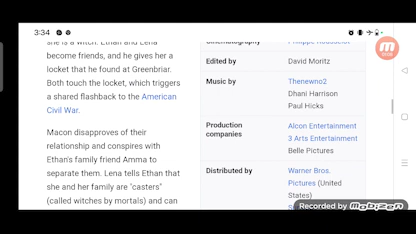 3:34
she is a witch. Ethan and Lena
become friends, and he gives her a
locket that he found at Greenbriar.
Both touch the locket, which triggers
a shared flashback to the American
Civil War.
Macon disapproves of their
relationship and conspires with
Ethan's family friend Amma to
separate them. Lena tells Ethan that
she and her family are "casters"
(called witches by mortals) and can
Cinematography Philippe Rousselot
Edited by David Moritz
Music by Thenewno2
Dhani Harrison
Paul Hicks
Production
companies
Alcon Entertainment
3 Arts Entertainment
Belle Pictures
Distributed by Warner Bros.
Pictures (United
States)
Recorded by Mobizen